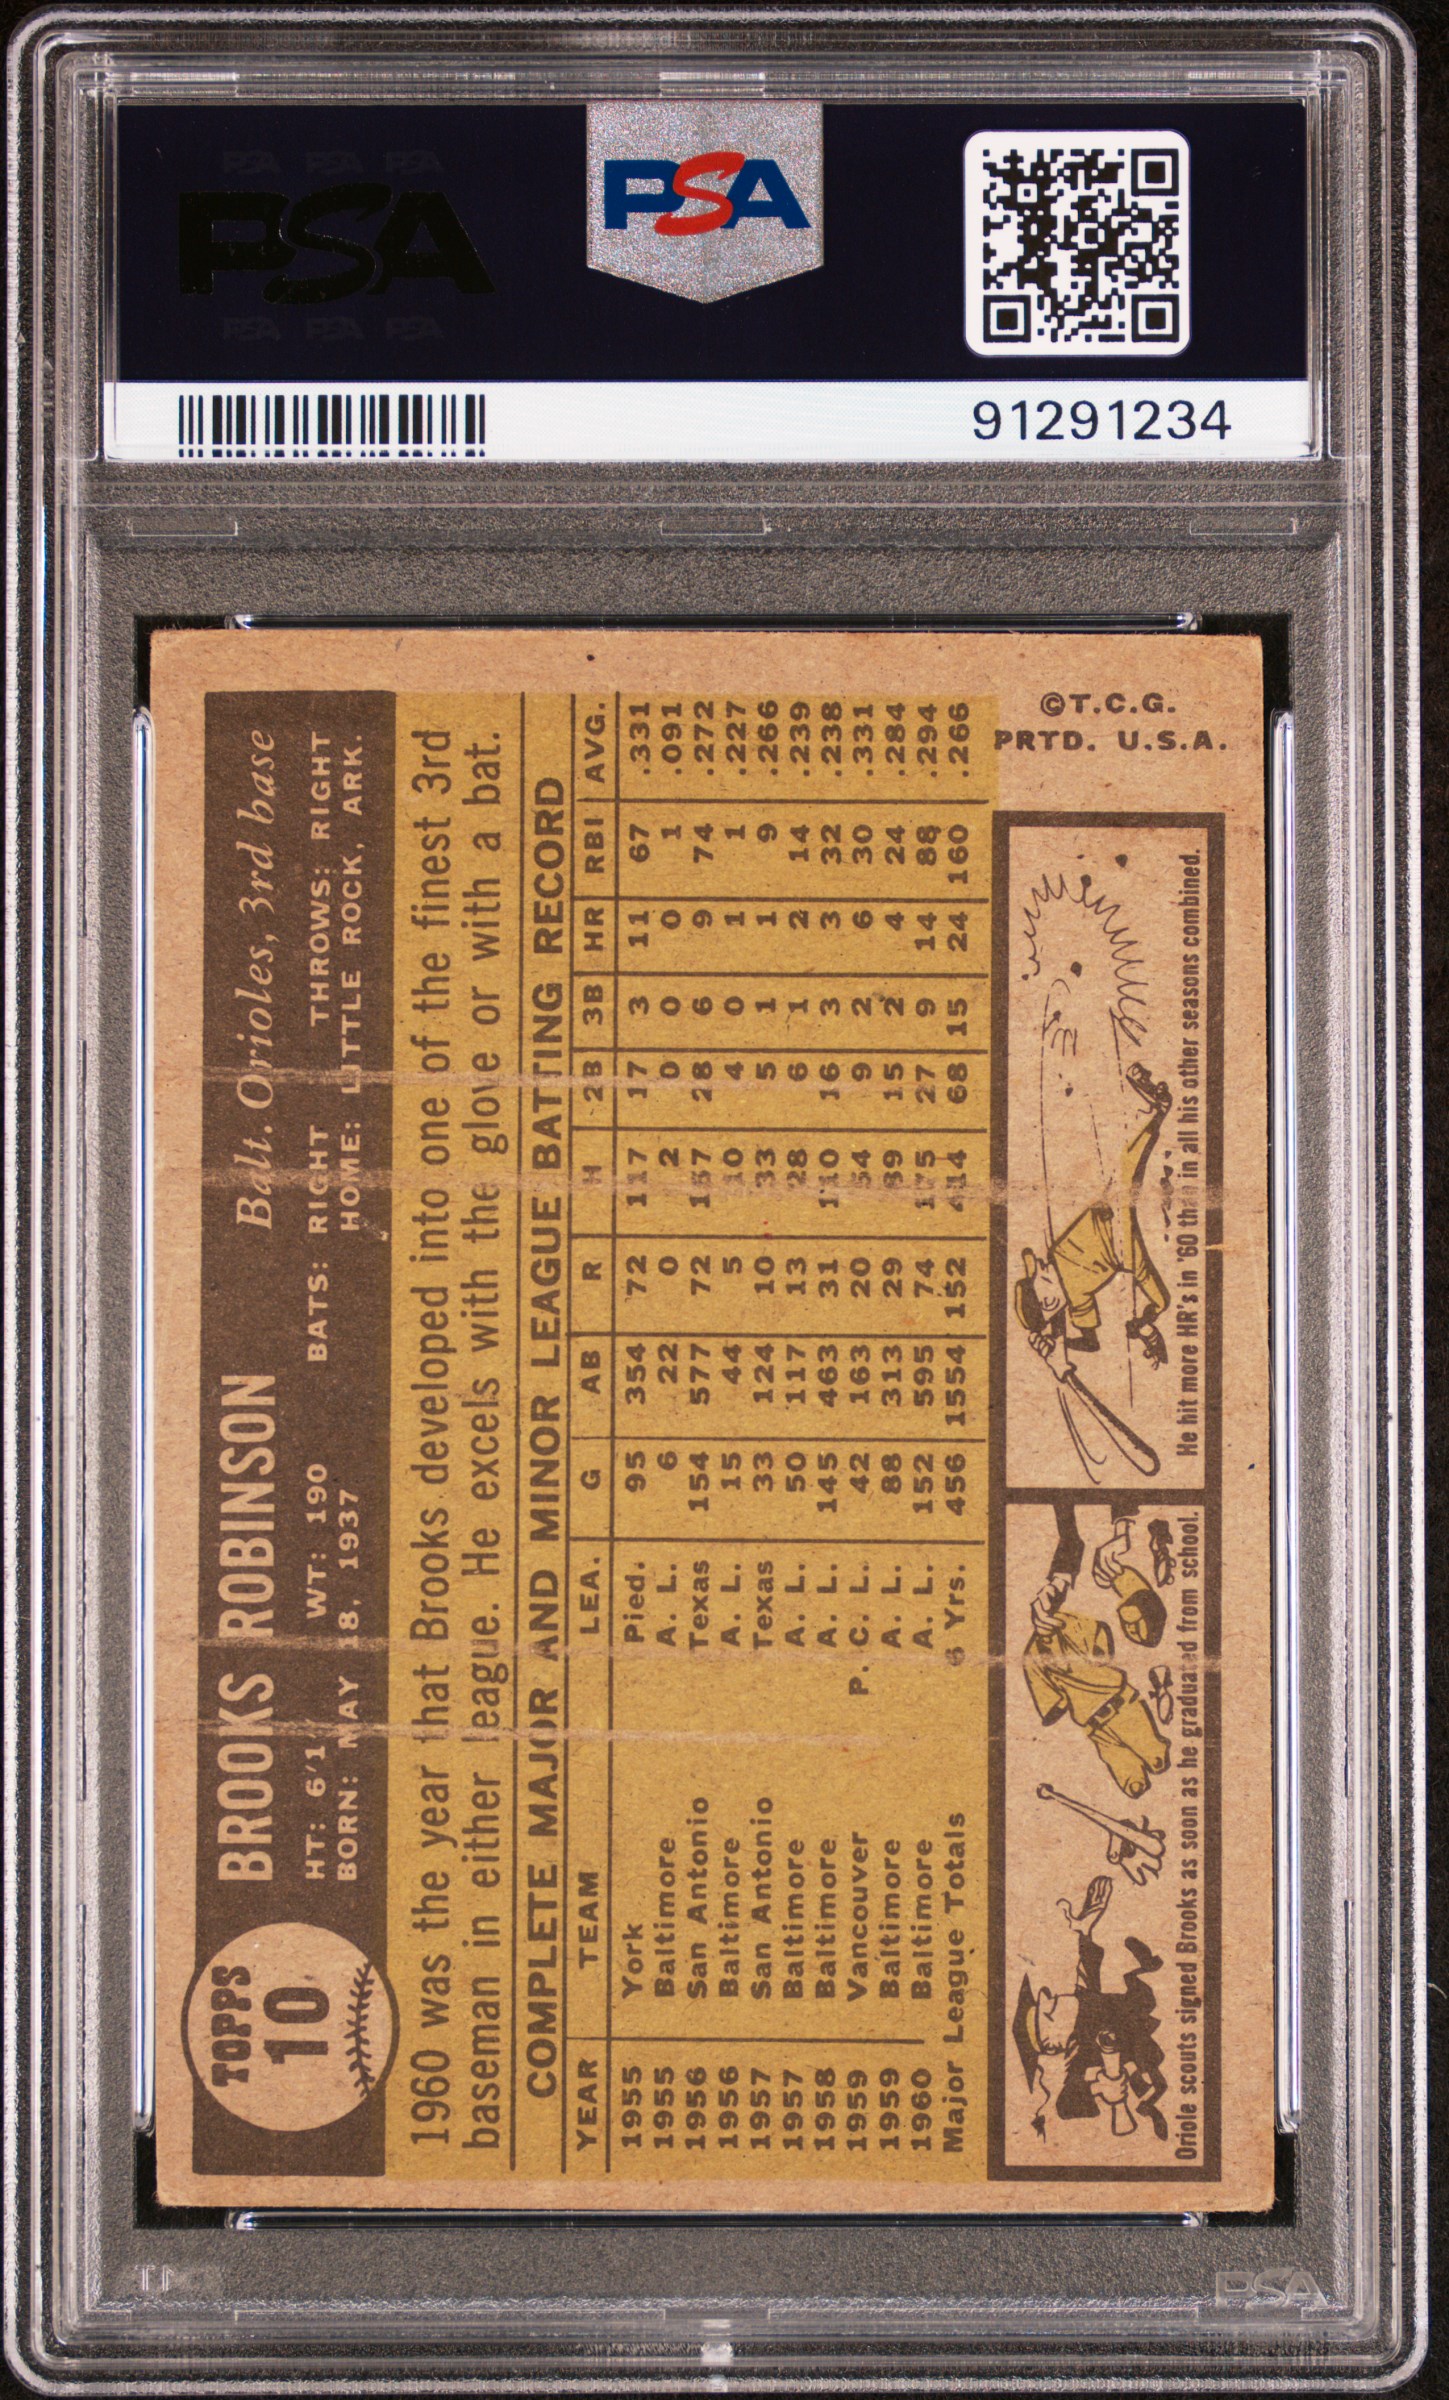 PSA PSA PSA
PSA
PSA PSA PSA
PSA
91291234
TOPPS
10
BROOKS ROBINSON
Balt. Orioles, 3rd base
HT: 6'1 WT: 190 BATS: RIGHT THROWS: RIGHT
BORN: MAY 18, 1937 HOME: LITTLE ROCK, ARK.
1960 was the year that Brooks developed into one of the finest 3rd
baseman in either league. He excels with the glove or with a bat.
COMPLETE MAJOR AND MINOR LEAGUE BATTING RECORD
YEAR TEAM LEA. G AB R H 2B 3B HR RBI AVG.
1955 York Pied. 95 354 72 117 17 3 11 67 .331
1955 Baltimore A. L. 6 22 0 2 0 0 0 1 .091
1956 San Antonio Texas 154 577 72 157 28 6 9 74 .272
1956 Baltimore A. L. 15 44 5 10 4 0 1 1 .227
1957 San Antonio Texas 33 124 10 33 5 1 1 9 .266
1957 Baltimore A. L. 50 117 13 28 6 1 2 14 .239
1958 Baltimore A. L. 145 463 31 110 16 3 3 32 .238
1959 Vancouver P. C. L. 42 163 20 54 9 2 6 30 .331
1959 Baltimore A. L. 88 313 29 89 15 2 4 24 .284
1960 Baltimore A. L. 152 595 74 175 27 9 14 88 .294
Major League Totals 6 Yrs. 456 1554 152 414 68 15 24 160 .266
Oriole scouts signed Brooks as soon as he graduated from school.
He hit more HR's in '60 than in all his other seasons combined.
©T.C.G.
PRTD. U.S.A.
PSA